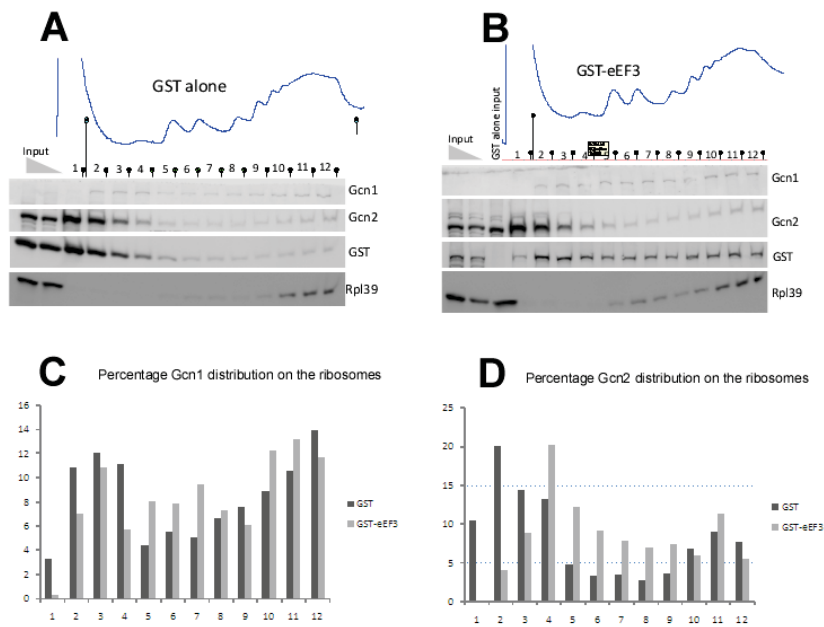 A
GST alone
Input
1 2 3 4 5 6 7 8 9 10 11 12
Gcn1
Gcn2
GST
Rpl39
B
GST-eEF3
Input
GST alone input
1 2 3 4 5 6 7 8 9 10 11 12
Gcn1
Gcn2
GST
Rpl39
C
Percentage Gcn1 distribution on the ribosomes
16
14
12
10
8
6
4
2
0
1 2 3 4 5 6 7 8 9 10 11 12
GST
GST-eEF3
D
Percentage Gcn2 distribution on the ribosomes
25
20
15
10
5
0
1 2 3 4 5 6 7 8 9 10 11 12
GST
GST-eEF3